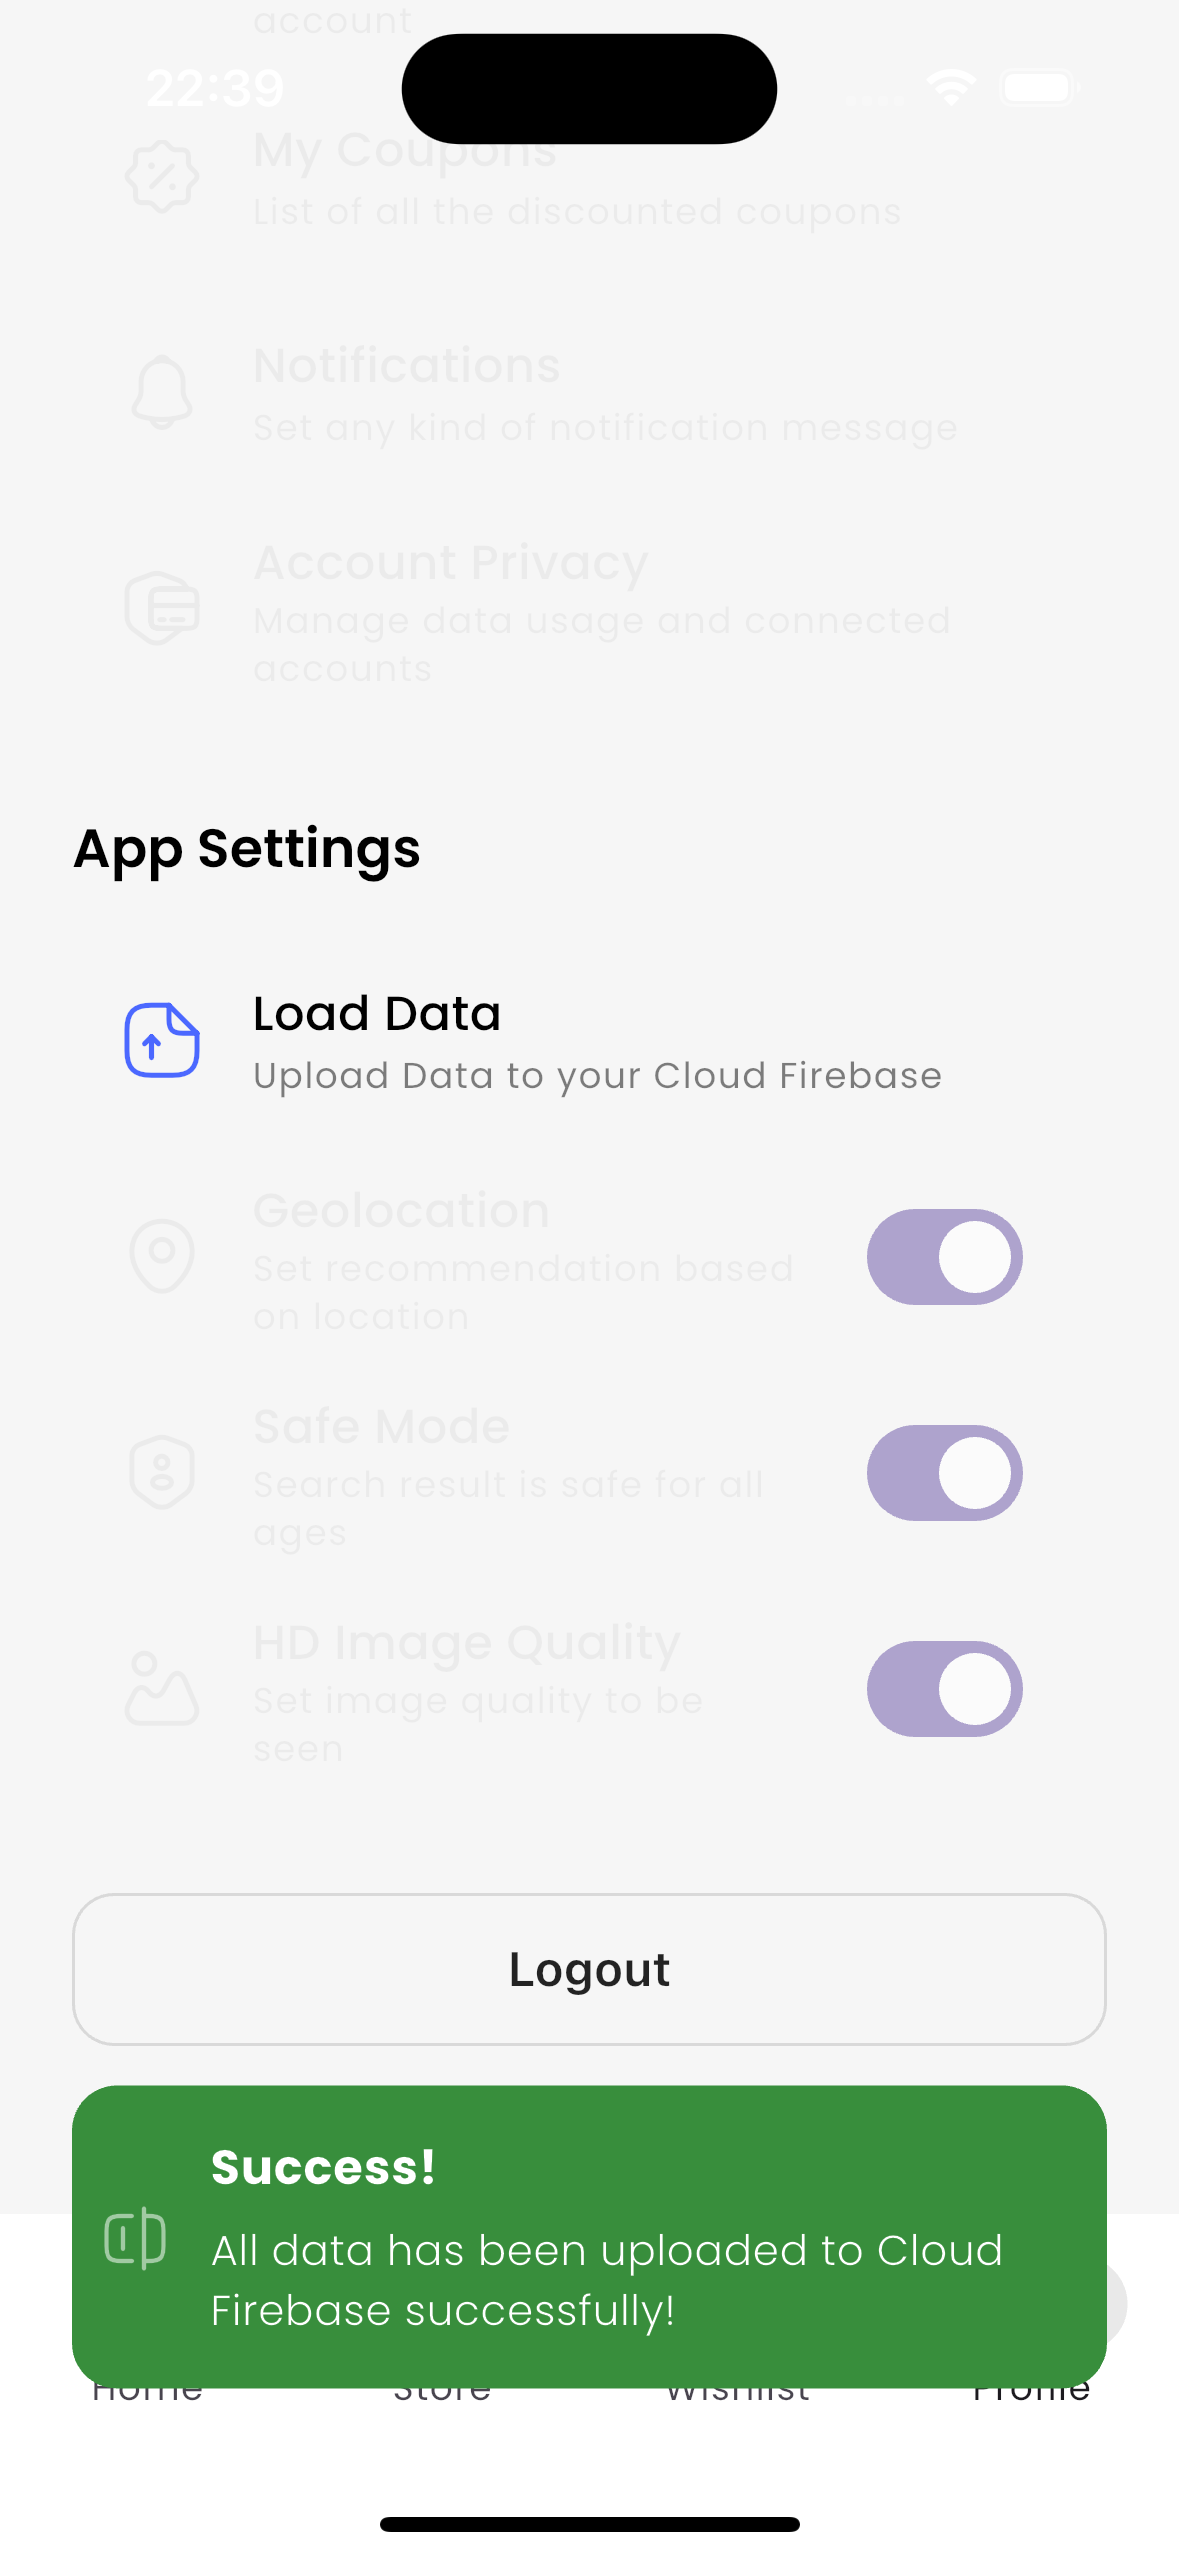 account
22:39
My Coupons
List of all the discounted coupons
Notifications
Set any kind of notification message
Account Privacy
Manage data usage and connected
accounts
App Settings
Load Data
Upload Data to your Cloud Firebase
Geolocation
Set recommendation based
on location
Safe Mode
Search result is safe for all
ages
HD Image Quality
Set image quality to be
seen
Logout
Success!
All data has been uploaded to Cloud
Firebase successfully!
Home Store Wishlist Profile